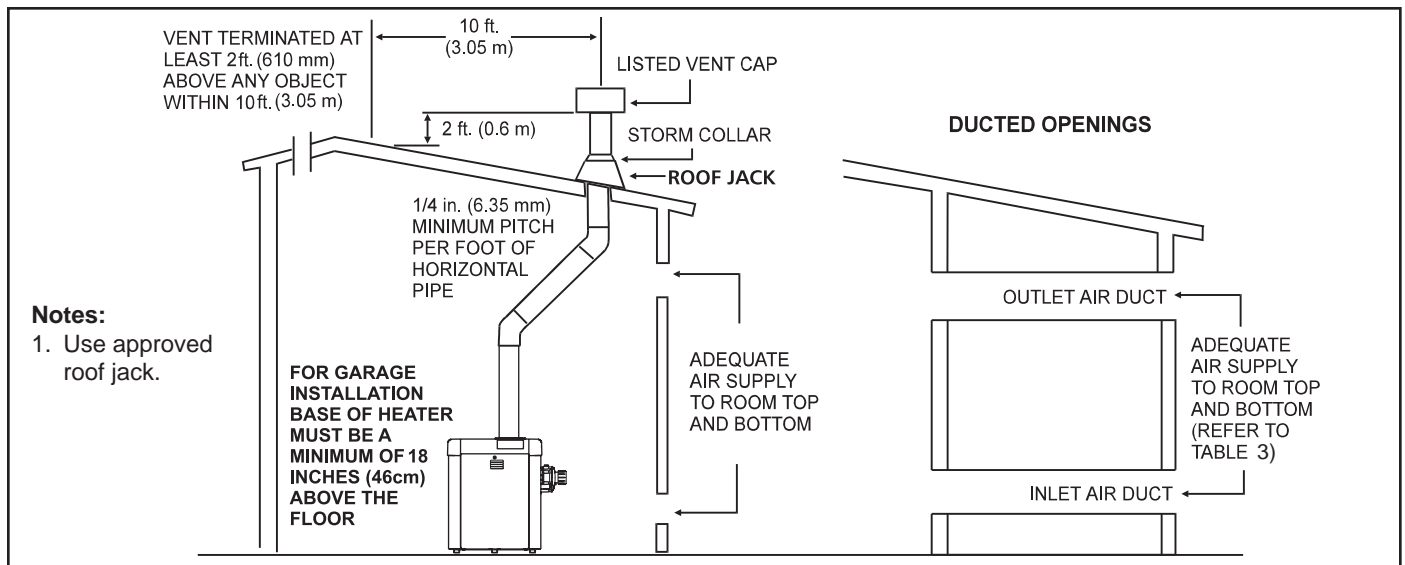 VENT TERMINATED AT
LEAST 2ft. (610 mm)
ABOVE ANY OBJECT
WITHIN 10ft. (3.05 m)
10 ft.
(3.05 m)
LISTED VENT CAP
2 ft. (0.6 m)
STORM COLLAR
ROOF JACK
1/4 in. (6.35 mm)
MINIMUM PITCH
PER FOOT OF
HORIZONTAL
PIPE
Notes:
1. Use approved
roof jack.
FOR GARAGE
INSTALLATION
BASE OF HEATER
MUST BE A
MINIMUM OF 18
INCHES (46cm)
ABOVE THE
FLOOR
ADEQUATE
AIR SUPPLY
TO ROOM TOP
AND BOTTOM
DUCTED OPENINGS
OUTLET AIR DUCT
ADEQUATE
AIR SUPPLY
TO ROOM TOP
AND BOTTOM
(REFER TO
TABLE 3)
INLET AIR DUCT